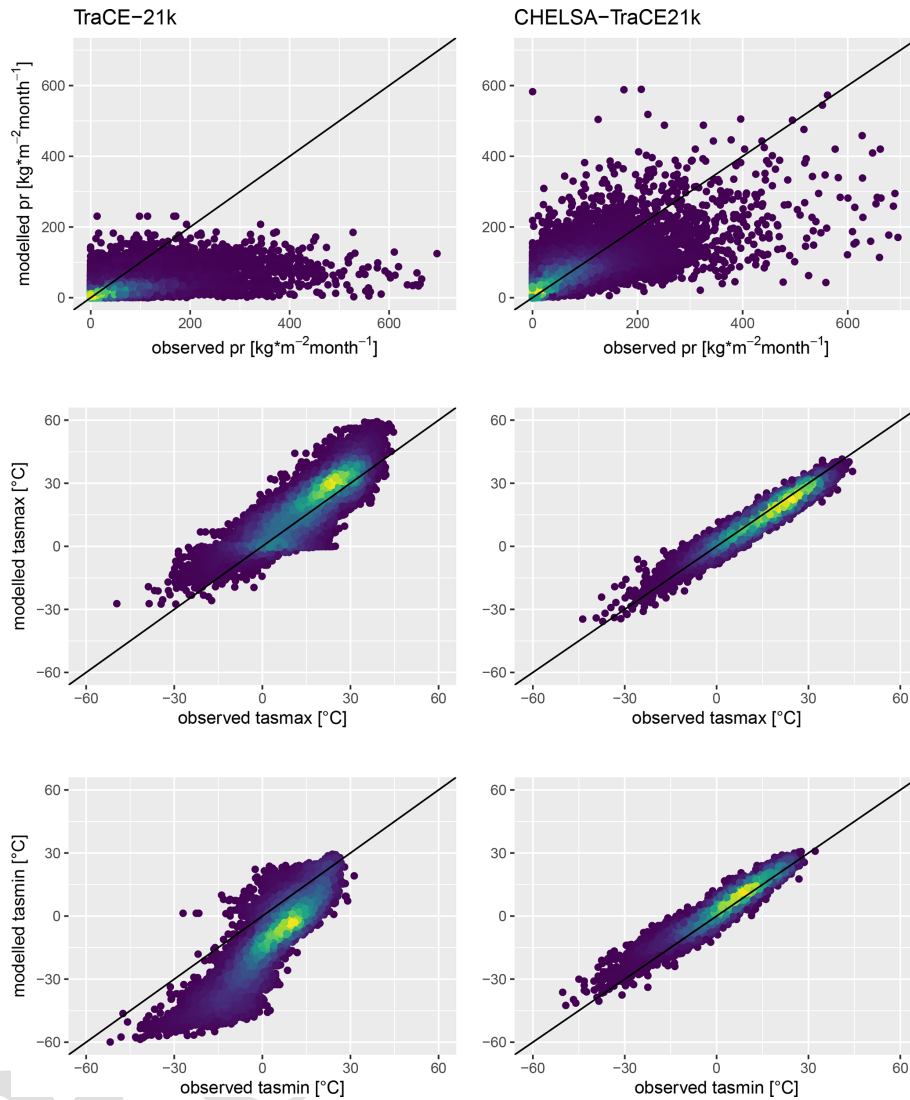 TraCE−21k
CHELSA−TraCE21k
modelled pr [kg*m−2month−1]
600
400
200
0
0 200 400 600
observed pr [kg*m−2month−1]
600
400
200
0
0 200 400 600
observed pr [kg*m−2month−1]
modelled tasmax [°C]
60
30
0
−30
−60
−60 −30 0 30 60
observed tasmax [°C]
60
30
0
−30
−60
−60 −30 0 30 60
observed tasmax [°C]
modelled tasmin [°C]
60
30
0
−30
−60
−60 −30 0 30 60
observed tasmin [°C]
60
30
0
−30
−60
−60 −30 0 30 60
observed tasmin [°C]